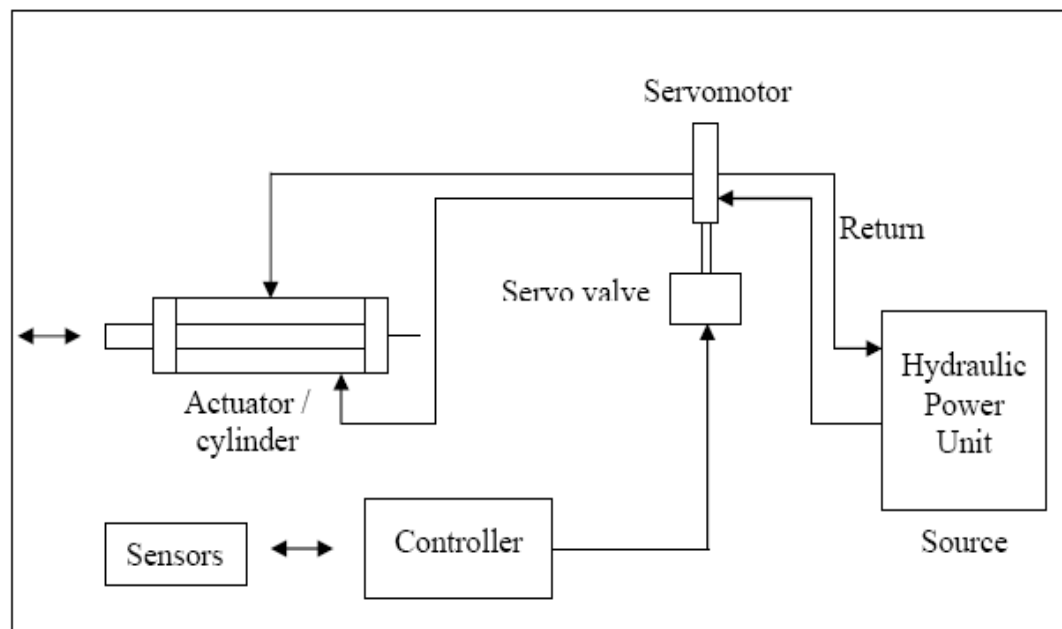 Servomotor
Return
Servo valve
Hydraulic
Power
Unit
Actuator /
cylinder
Sensors
Controller
Source